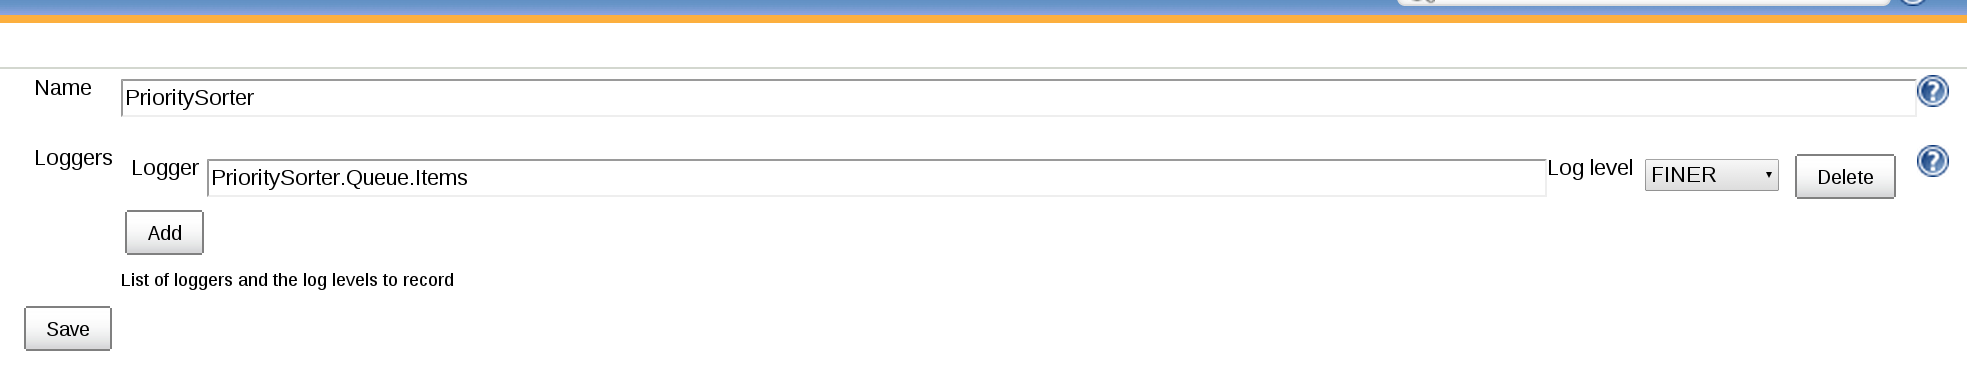 Name PrioritySorter
Loggers Logger PrioritySorter.Queue.Items Log level FINER Delete
Add
List of loggers and the log levels to record
Save